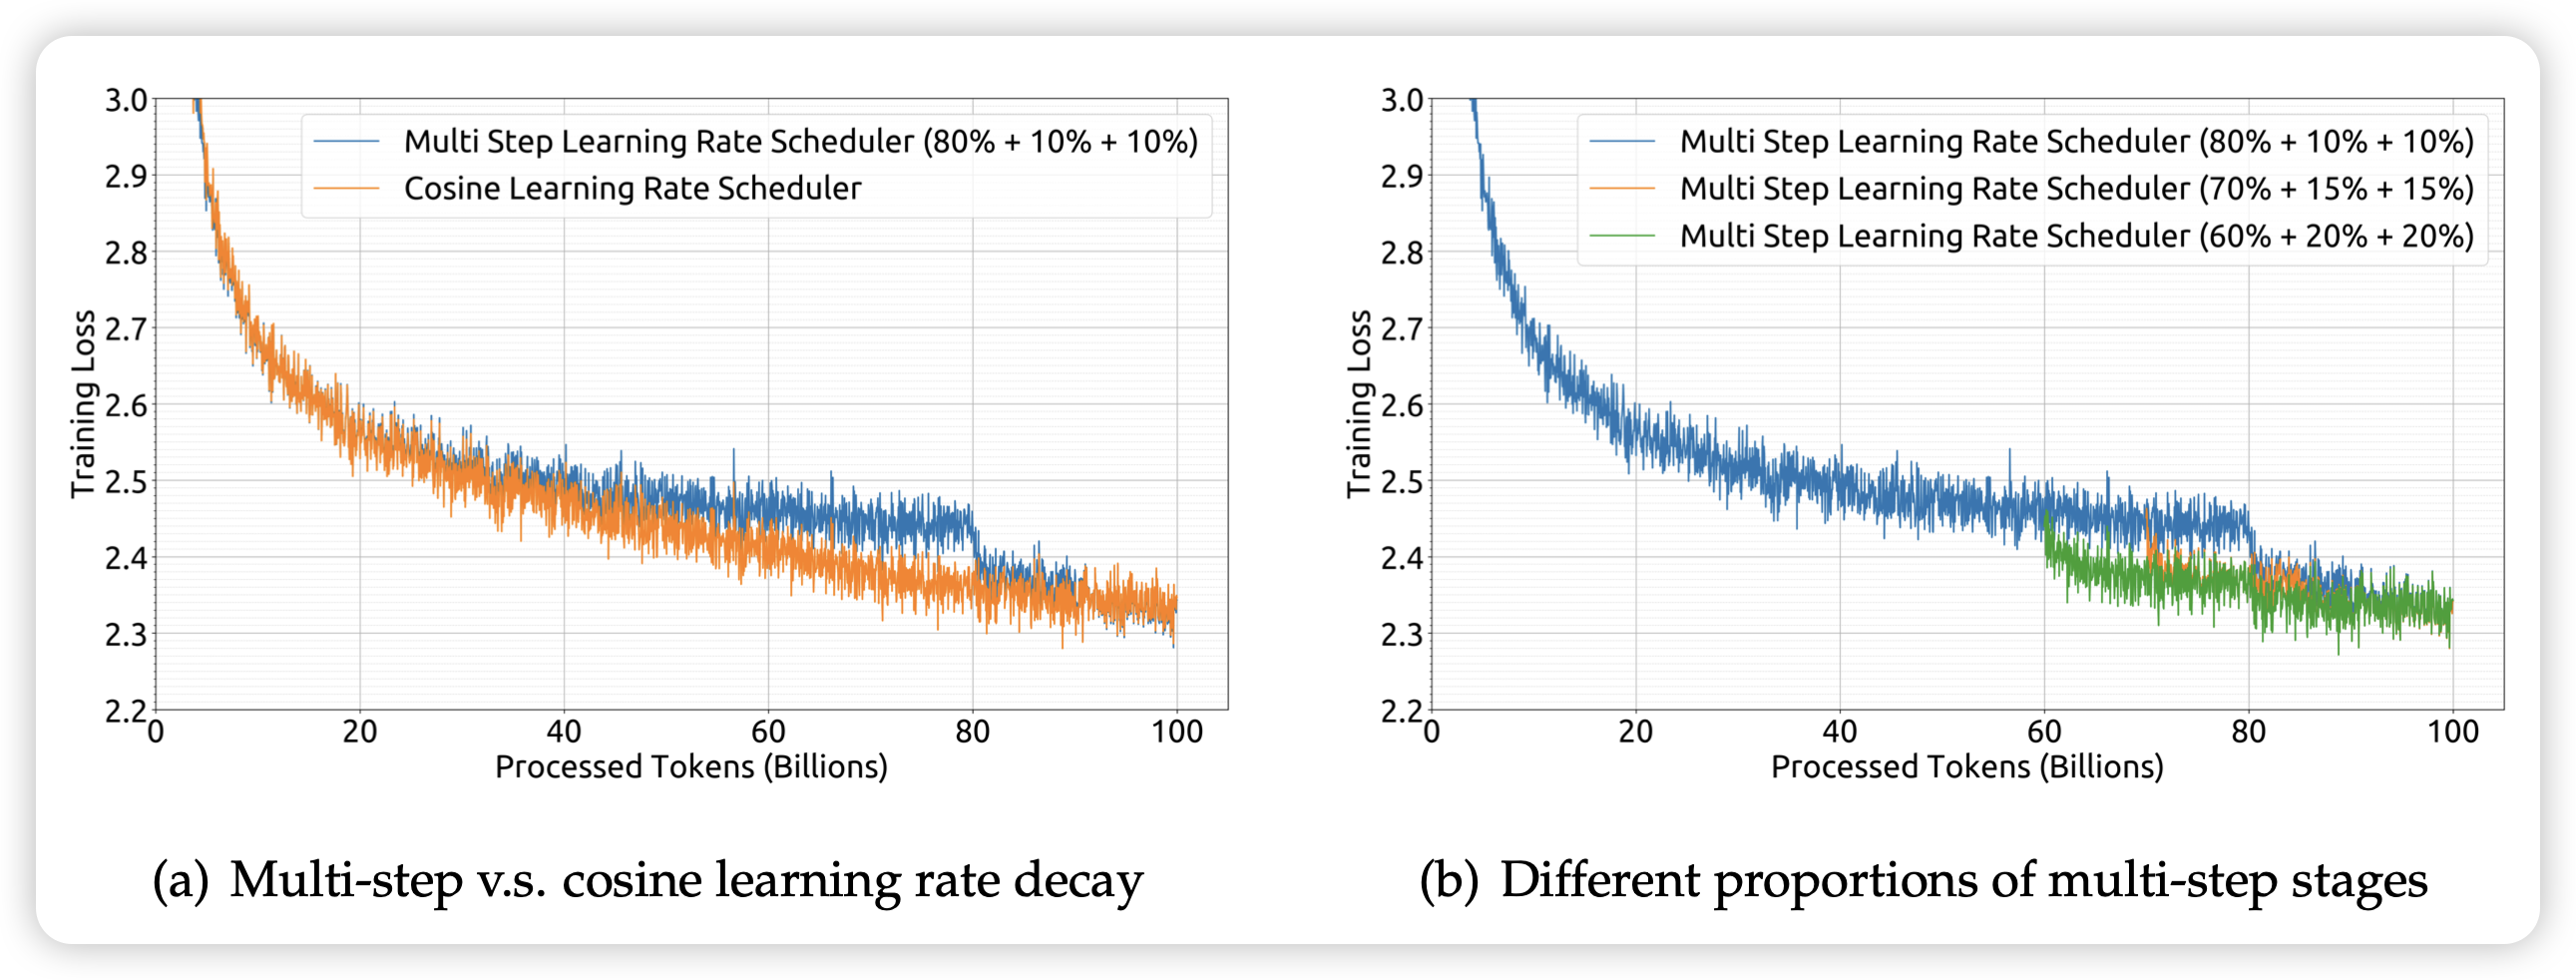 3.0
2.9
2.8
2.7
2.6
2.5
2.4
2.3
2.2
Training Loss
Multi Step Learning Rate Scheduler (80% + 10% + 10%)
Cosine Learning Rate Scheduler
0 20 40 60 80 100
Processed Tokens (Billions)
(a) Multi-step v.s. cosine learning rate decay
3.0
2.9
2.8
2.7
2.6
2.5
2.4
2.3
2.2
Training Loss
Multi Step Learning Rate Scheduler (80% + 10% + 10%)
Multi Step Learning Rate Scheduler (70% + 15% + 15%)
Multi Step Learning Rate Scheduler (60% + 20% + 20%)
0 20 40 60 80 100
Processed Tokens (Billions)
(b) Different proportions of multi-step stages